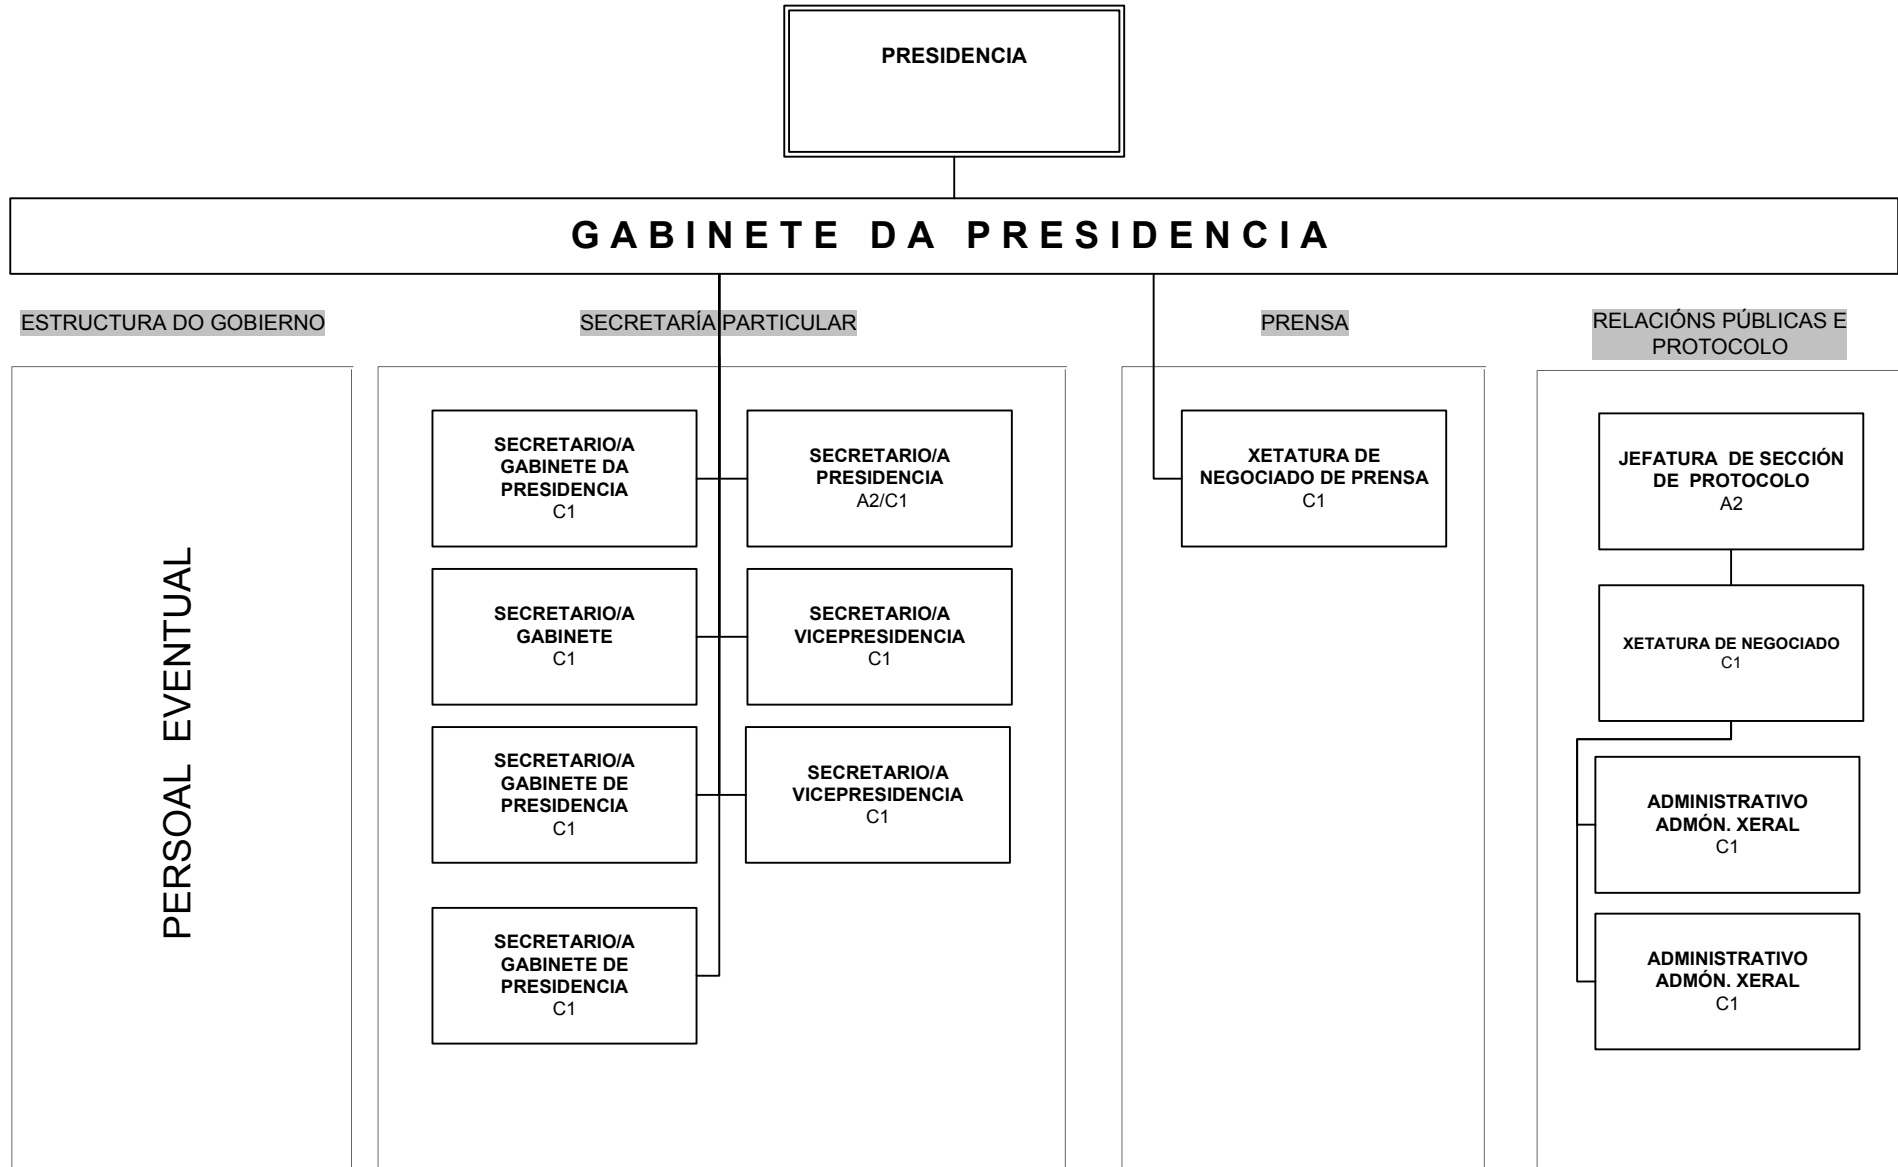 PRESIDENCIA
GABINETE DA PRESIDENCIA
ESTRUCTURA DO GOBIERNO
PERSOAL EVENTUAL
SECRETARÍA PARTICULAR
SECRETARIO/A
GABINETE DA
PRESIDENCIA
C1
SECRETARIO/A
PRESIDENCIA
A2/C1
SECRETARIO/A
GABINETE
C1
SECRETARIO/A
VICEPRESIDENCIA
C1
SECRETARIO/A
GABINETE DE
PRESIDENCIA
C1
SECRETARIO/A
VICEPRESIDENCIA
C1
SECRETARIO/A
GABINETE DE
PRESIDENCIA
C1
PRENSA
XETATURA DE
NEGOCIADO DE PRENSA
C1
RELACIÓNS PÚBLICAS E
PROTOCOLO
JEFATURA DE SECCIÓN
DE PROTOCOLO
A2
XETATURA DE NEGOCIADO
C1
ADMINISTRATIVO
ADMÓN. XERAL
C1
ADMINISTRATIVO
ADMÓN. XERAL
C1